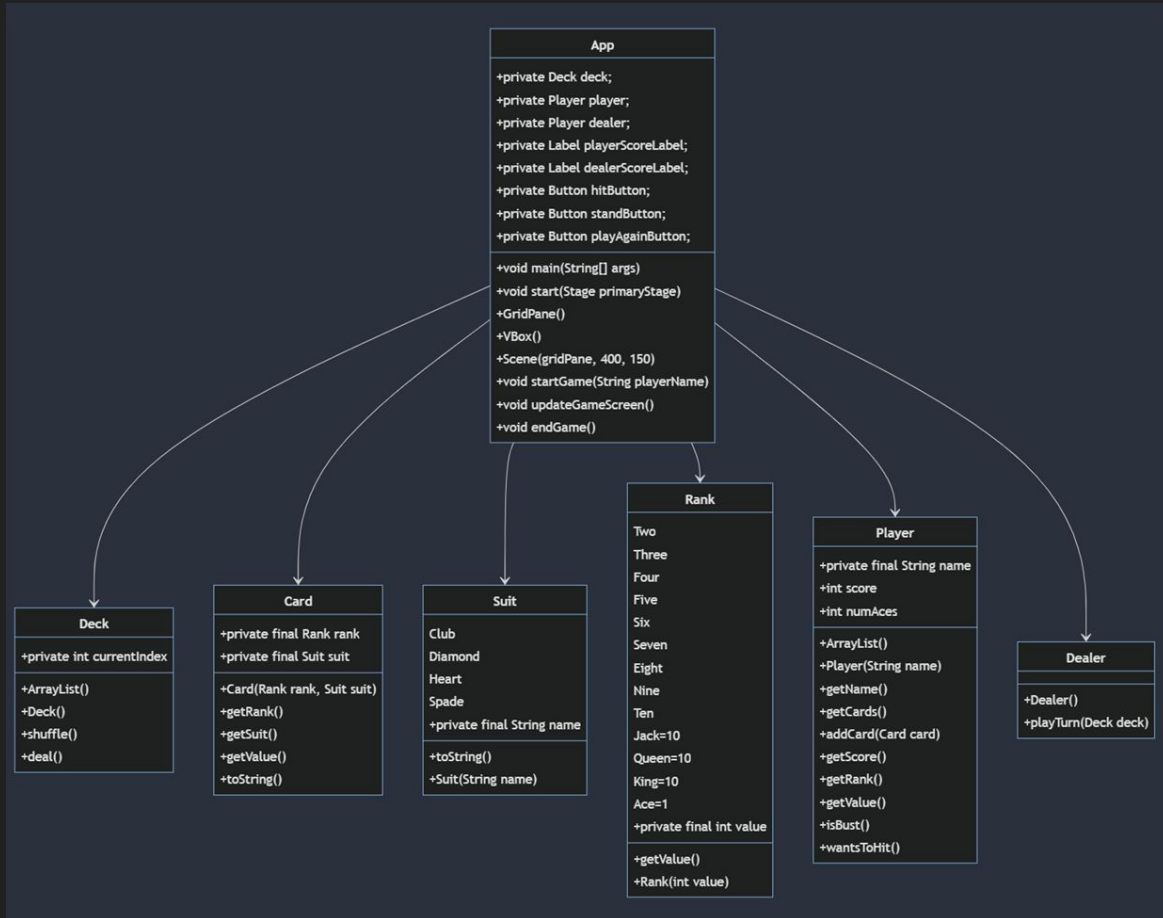 App
+private Deck deck;
+private Player player;
+private Player dealer;
+private Label playerScoreLabel;
+private Label dealerScoreLabel;
+private Button hitButton;
+private Button standButton;
+private Button playAgainButton;
+void main(String[] args)
+void start(Stage primaryStage)
+GridPane()
+VBox()
+Scene(gridPane, 400, 150)
+void startGame(String playerName)
+void updateGameScreen()
+void endGame()
Deck
+private int currentIndex
+ArrayList()
+Deck()
+shuffle()
+deal()
Card
+private final Rank rank
+private final Suit suit
+Card(Rank rank, Suit suit)
+getRank()
+getSuit()
+getValue()
+toString()
Suit
Club
Diamond
Heart
Spade
+private final String name
+toString()
+Suit(String name)
Rank
Two
Three
Four
Five
Six
Seven
Eight
Nine
Ten
Jack=10
Queen=10
King=10
Ace=1
+private final int value
+getValue()
+Rank(int value)
Player
+private final String name
+int score
+int numAces
+ArrayList()
+Player(String name)
+getName()
+getCards()
+addCard(Card card)
+getScore()
+getRank()
+getValue()
+isBust()
+wantsToHit()
Dealer
+Dealer()
+playTurn(Deck deck)